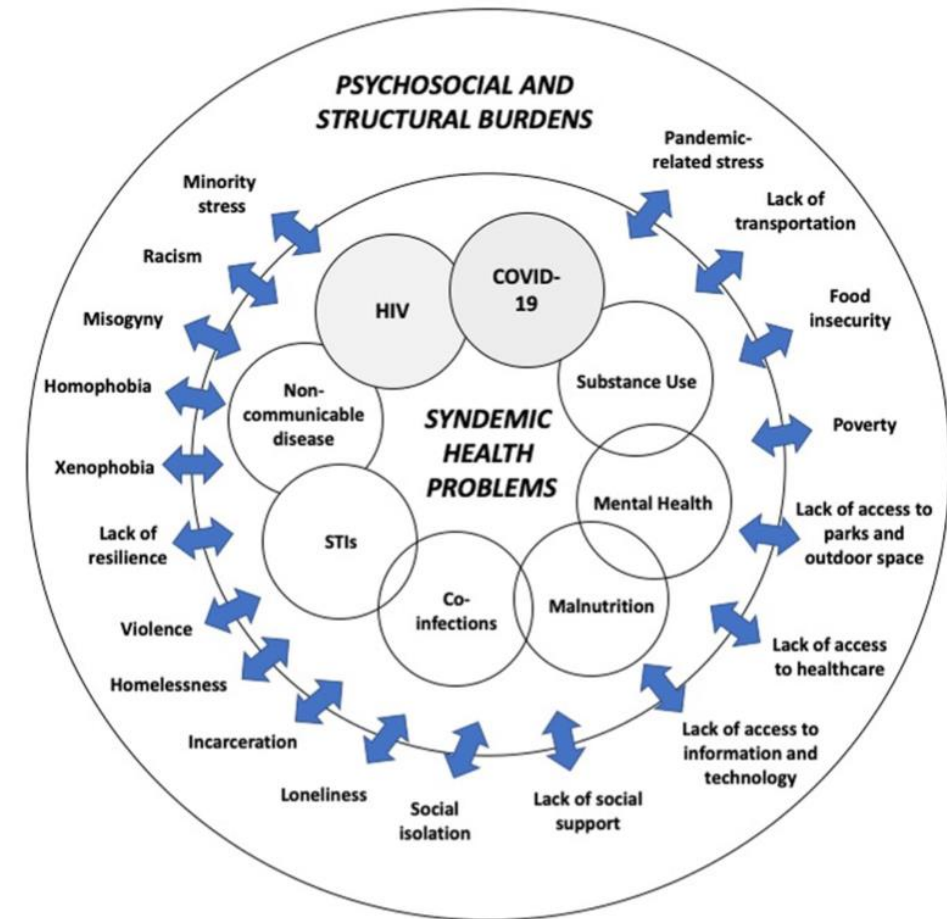 PSYCHOSOCIAL AND
STRUCTURAL BURDENS
Pandemic-
related stress
Lack of
transportation
Food
insecurity
Poverty
Lack of access to
parks and
outdoor space
Lack of access
to healthcare
Lack of access to
information and
technology
Lack of social
support
Social
isolation
Loneliness
Incarceration
Homelessness
Violence
Lack of
resilience
Xenophobia
Homophobia
Misogyny
Racism
Minority
stress
SYNDEMIC
HEALTH
PROBLEMS
HIV
COVID-
19
Substance Use
Mental Health
Malnutrition
Co-
infections
STIs
Non-
communicable
disease